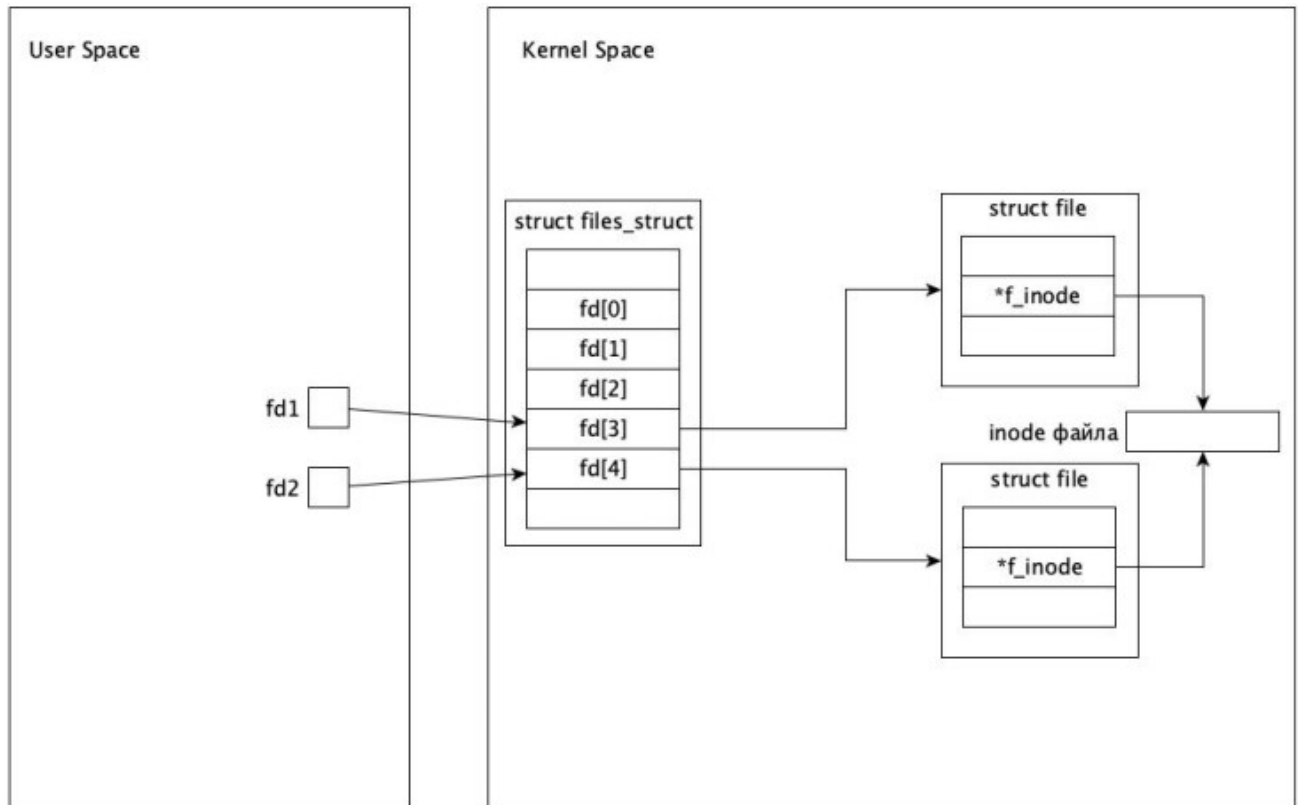 User Space
Kernel Space
struct files_struct
fd[0]
fd[1]
fd[2]
fd[3]
fd[4]
fd1
fd2
struct file
*f_inode
inode файла
struct file
*f_inode